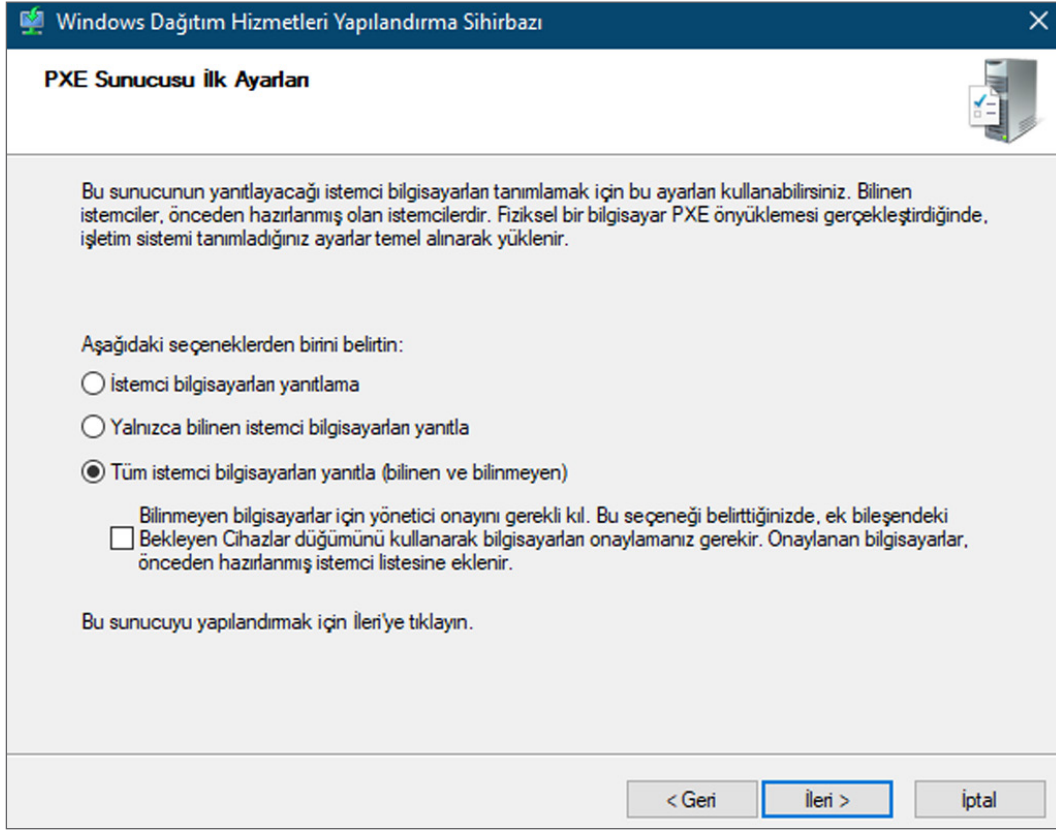 Windows Dağıtım Hizmetleri Yapılandırma Sihirbazı
PXE Sunucusu İlk Ayarları
Bu sunucunun yanıtlayacağı istemci bilgisayarları tanımlamak için bu ayarları kullanabilirsiniz. Bilinen
istemciler, önceden hazırlanmış olan istemcilerdir. Fiziksel bir bilgisayar PXE önyüklemesi gerçekleştirdiğinde,
işletim sistemi tanımladığınız ayarlar temel alınarak yüklenir.
Aşağıdaki seçeneklerden birini belirtin:
İstemci bilgisayarları yanıtlama
Yalnızca bilinen istemci bilgisayarları yanıtla
Tüm istemci bilgisayarları yanıtla (bilinen ve bilinmeyen)
Bilinmeyen bilgisayarlar için yönetici onayını gerekli kıl. Bu seçeneği belirttiğinizde, ek bileşendeki
Bekleyen Cihazlar düğümünü kullanarak bilgisayarları onaylamanız gerekir. Onaylanan bilgisayarlar,
önceden hazırlanmış istemci listesine eklenir.
Bu sunucuyu yapılandırmak için İleri'ye tıklayın.
< Geri
İleri >
İptal